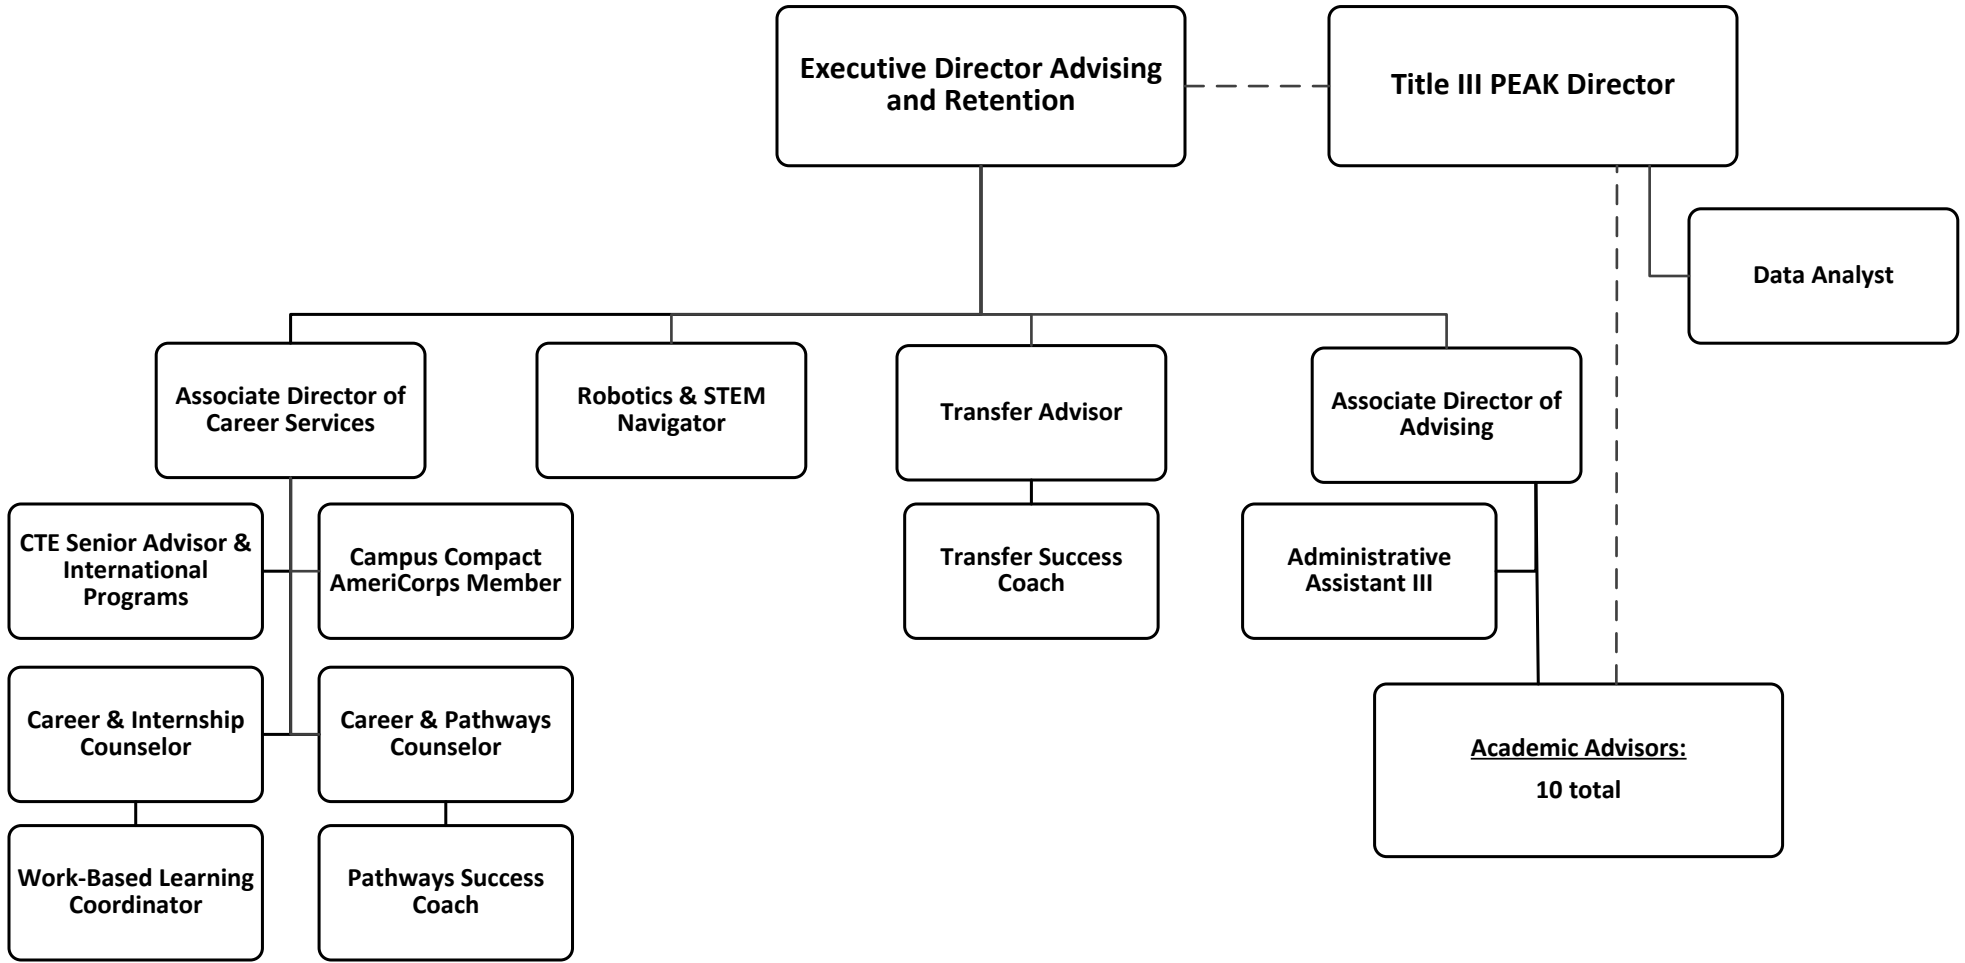 Executive Director Advising
and Retention
Title III PEAK Director
Data Analyst
Associate Director of
Career Services
Robotics & STEM
Navigator
Transfer Advisor
Associate Director of
Advising
CTE Senior Advisor &
International
Programs
Campus Compact
AmeriCorps Member
Transfer Success
Coach
Administrative
Assistant III
Career & Internship
Counselor
Career & Pathways
Counselor
Academic Advisors:
10 total
Work-Based Learning
Coordinator
Pathways Success
Coach